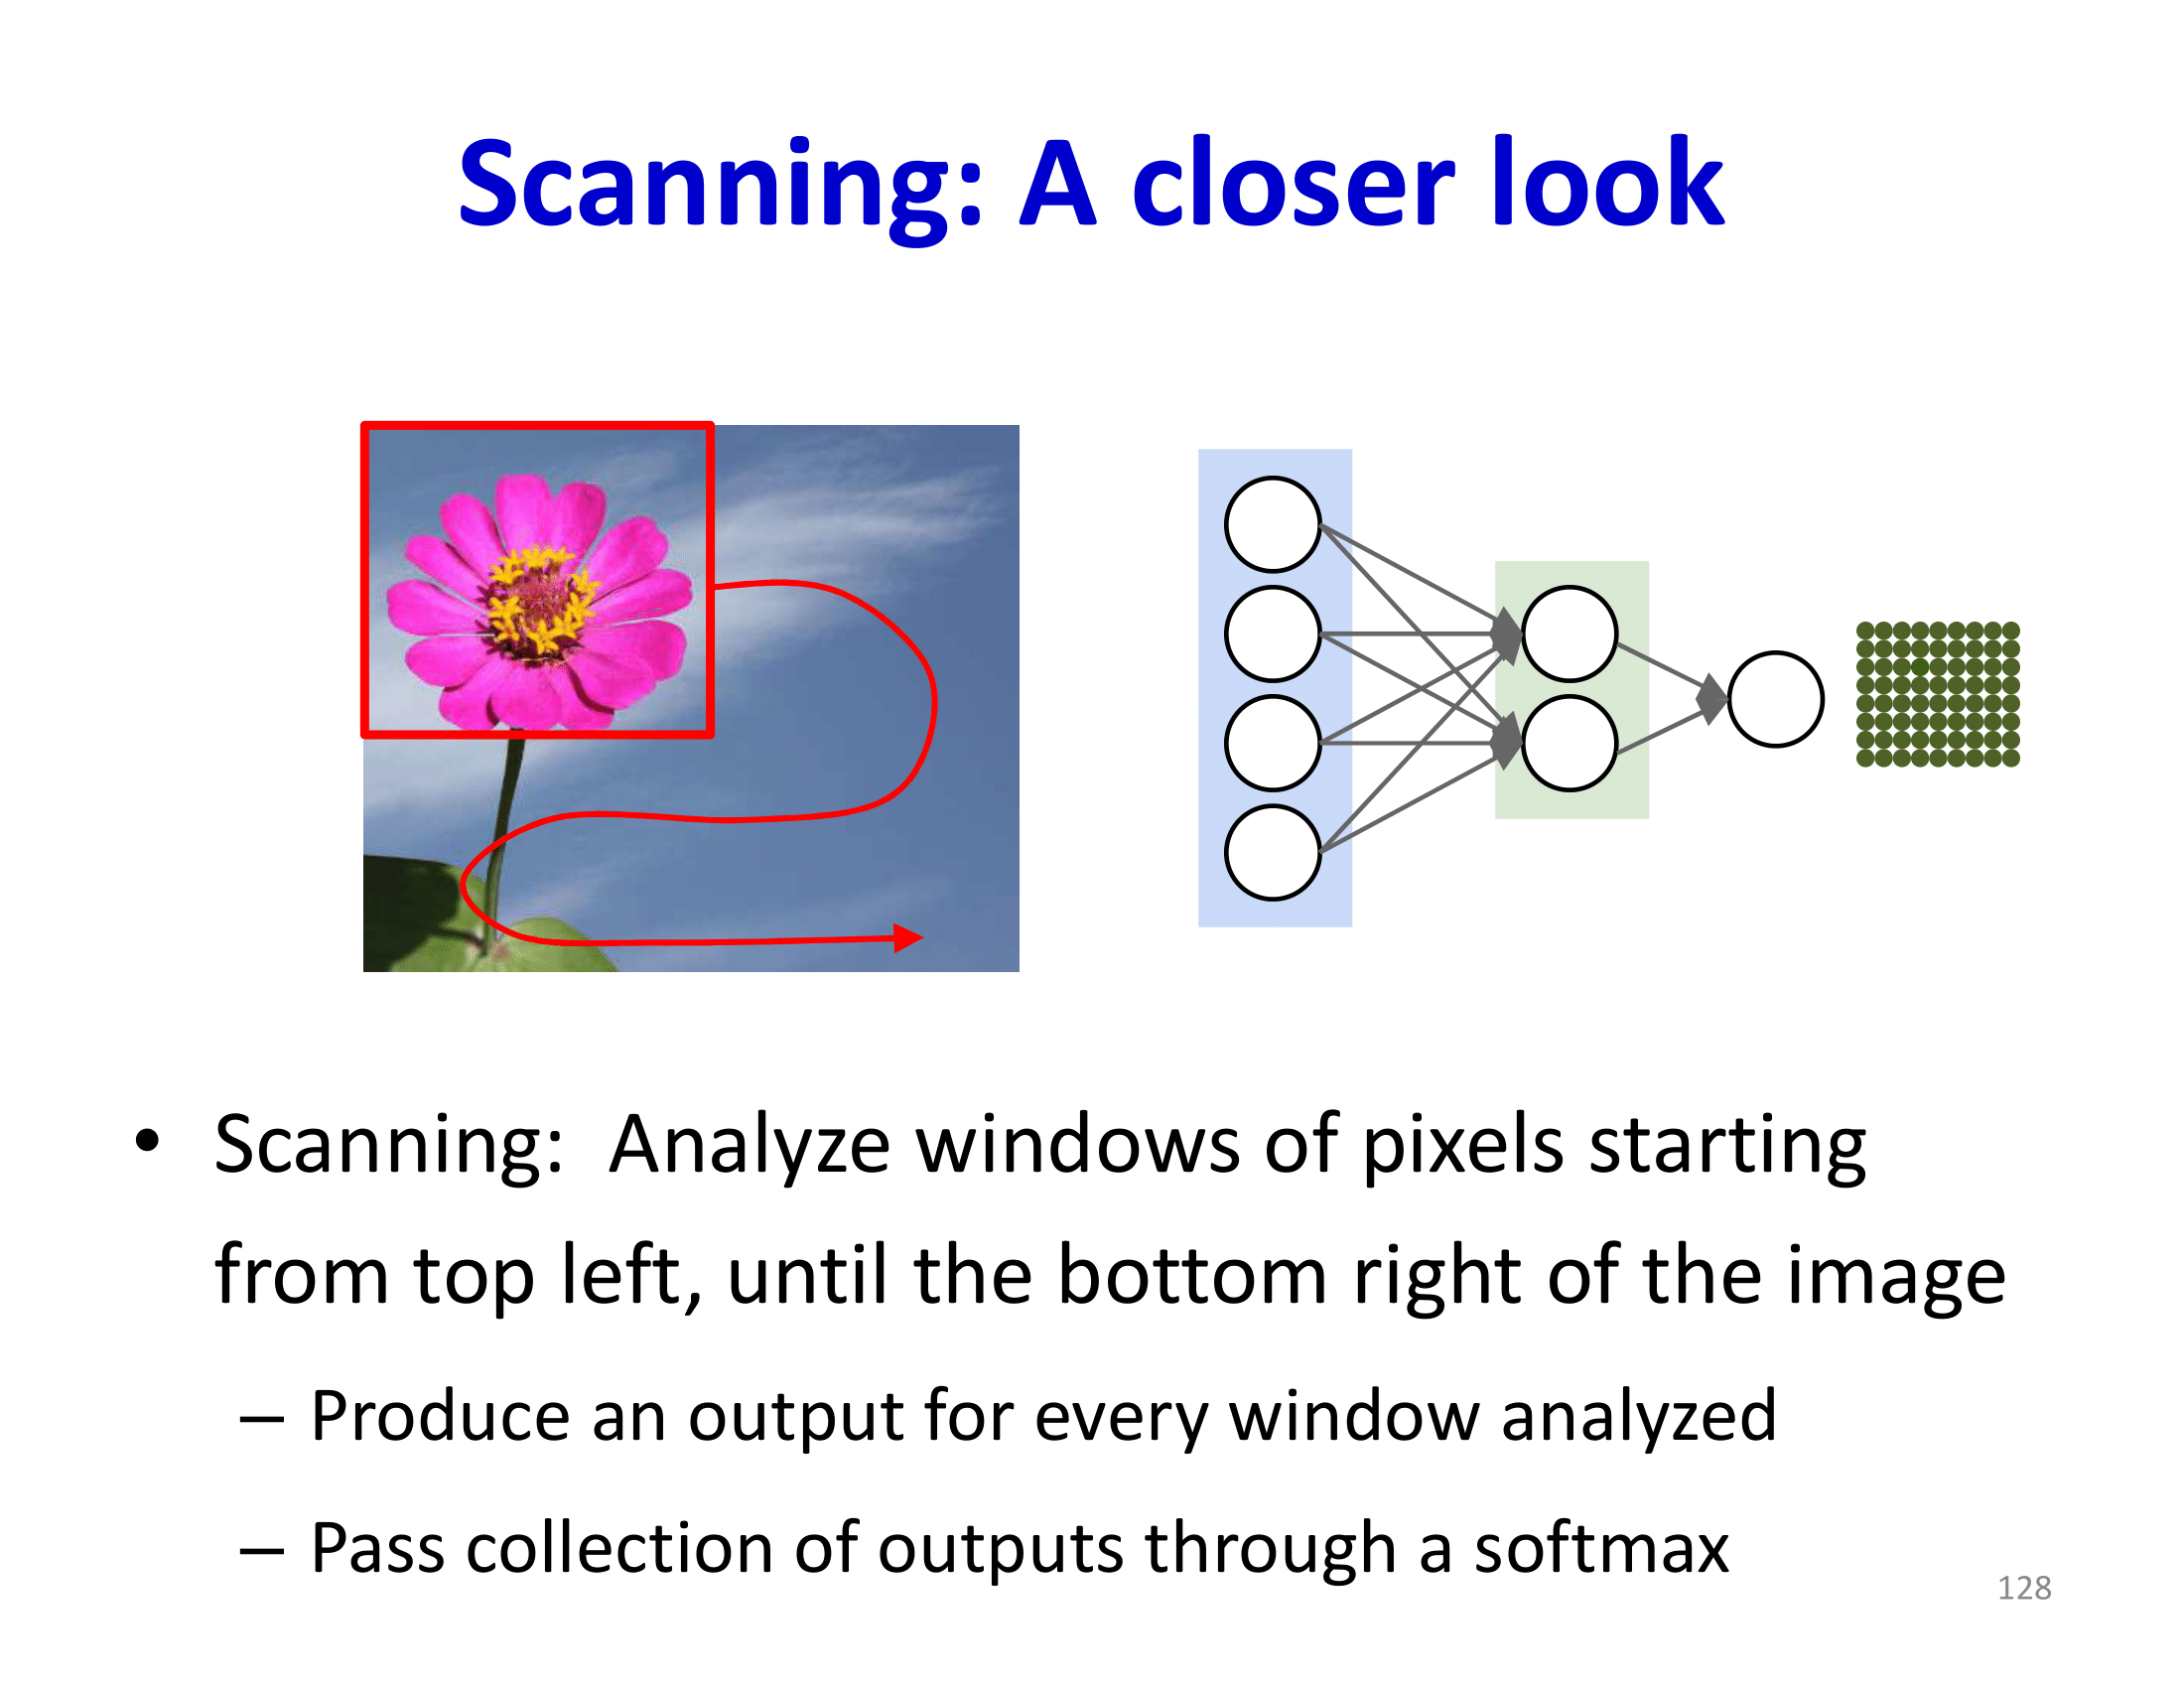 Scanning: A closer look
• Scanning:  Analyze windows of pixels starting
from top left, until the bottom right of the image
– Produce an output for every window analyzed
– Pass collection of outputs through a softmax
128